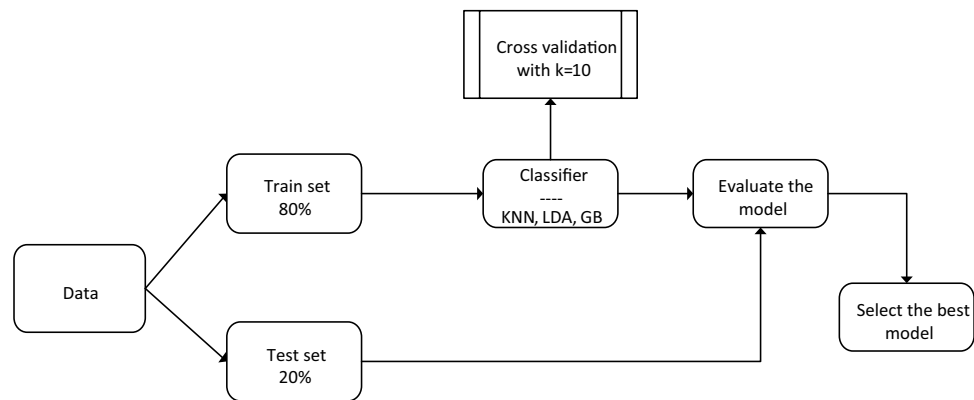 Cross validation
with k=10
Train set
80%
Classifier
----
KNN, LDA, GB
Evaluate the
model
Data
Select the best
model
Test set
20%